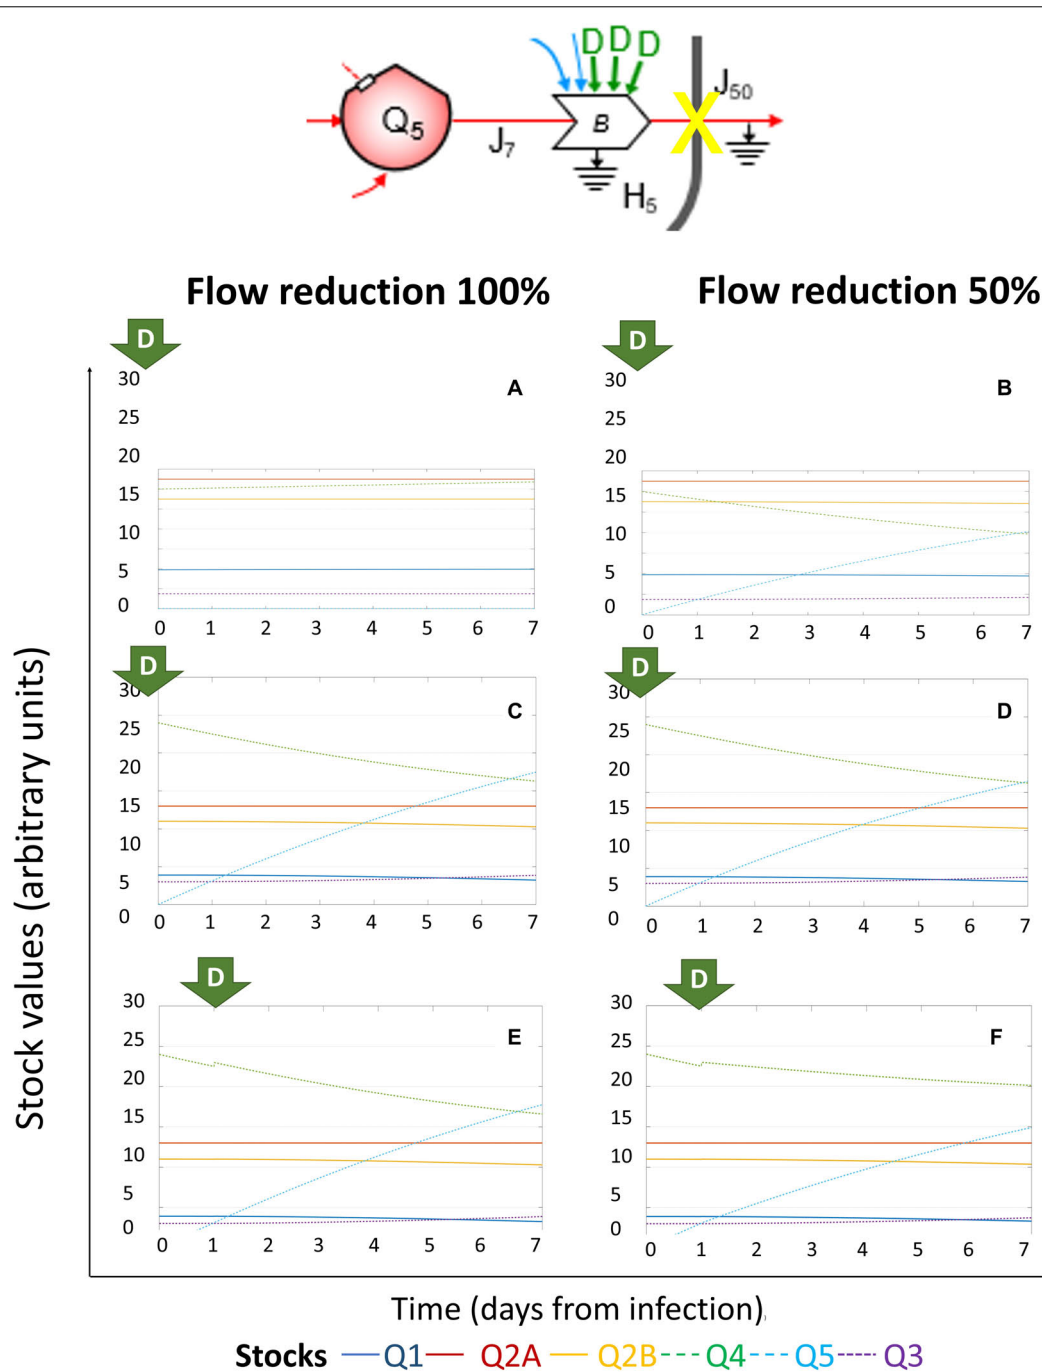 D D D
Q5
B
J50
J7
H5
Flow reduction 100%
Flow reduction 50%
D
D
30
25
20
15
10
5
0
A
0 1 2 3 4 5 6 7
30
25
20
15
10
5
0
B
0 1 2 3 4 5 6 7
D
D
30
25
20
15
10
5
0
C
0 1 2 3 4 5 6 7
30
25
20
15
10
5
0
D
0 1 2 3 4 5 6 7
D
D
30
25
20
15
10
5
0
E
0 1 2 3 4 5 6 7
30
25
20
15
10
5
0
F
0 1 2 3 4 5 6 7
Stock values (arbitrary units)
Time (days from infection)
Stocks Q1 Q2A Q2B Q4 Q5 Q3